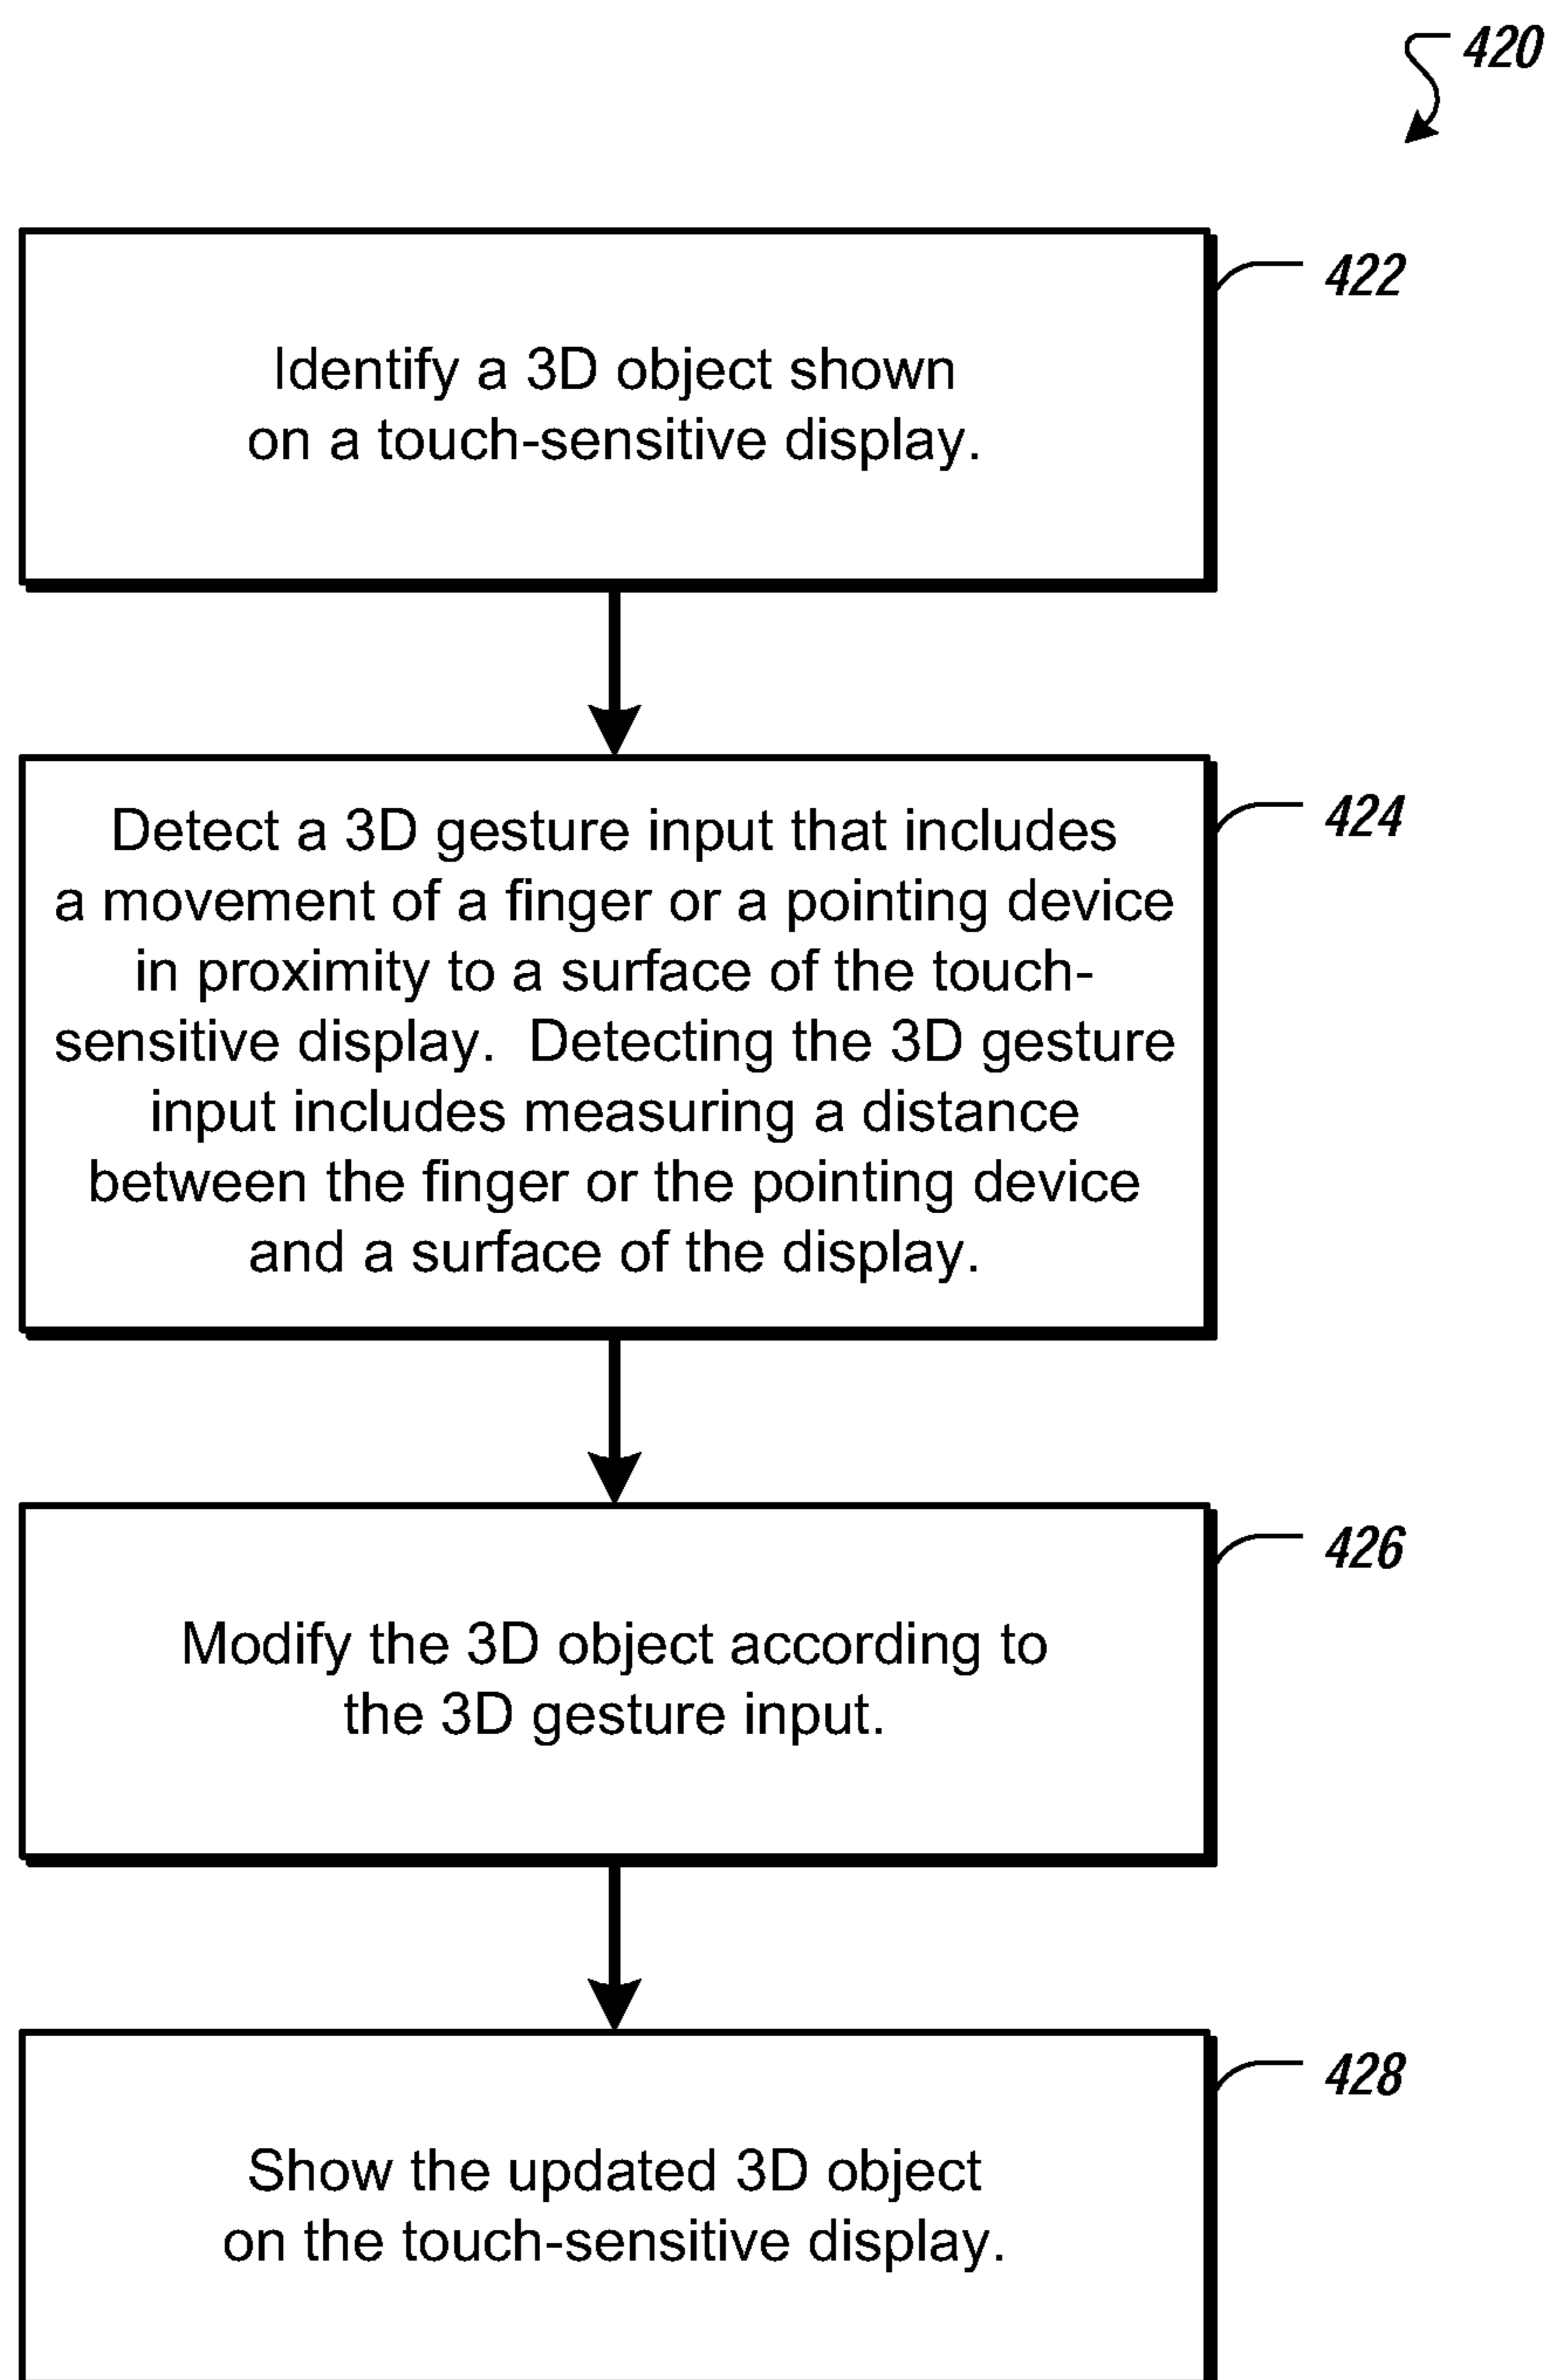 420
422
Identify a 3D object shown
on a touch-sensitive display.
424
Detect a 3D gesture input that includes
a movement of a finger or a pointing device
in proximity to a surface of the touch-
sensitive display.  Detecting the 3D gesture
input includes measuring a distance
between the finger or the pointing device
and a surface of the display.
426
Modify the 3D object according to
the 3D gesture input.
428
Show the updated 3D object
on the touch-sensitive display.